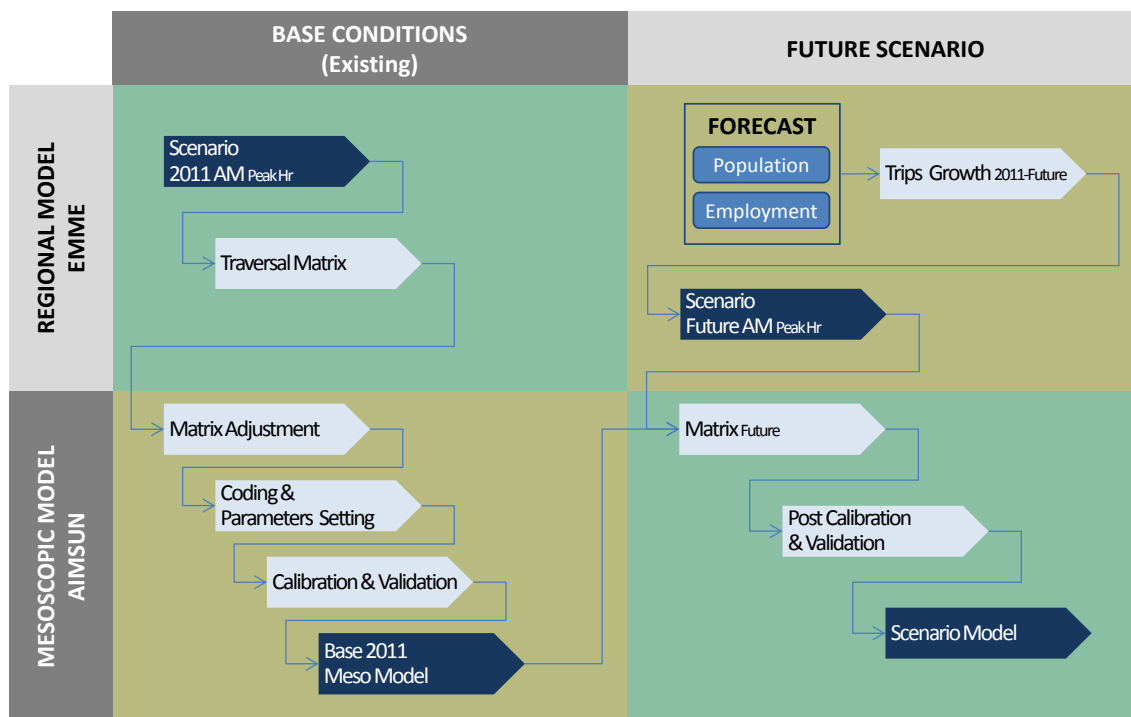 BASE CONDITIONS
(Existing)
FUTURE SCENARIO
REGIONAL MODEL
EMME
Scenario
2011 AM Peak Hr
Traversal Matrix
FORECAST
Population
Employment
Trips Growth 2011-Future
Scenario
Future AM Peak Hr
MESOSCOPIC MODEL
AIMSUN
Matrix Adjustment
Coding &
Parameters Setting
Calibration & Validation
Base 2011
Meso Model
Matrix Future
Post Calibration
& Validation
Scenario Model